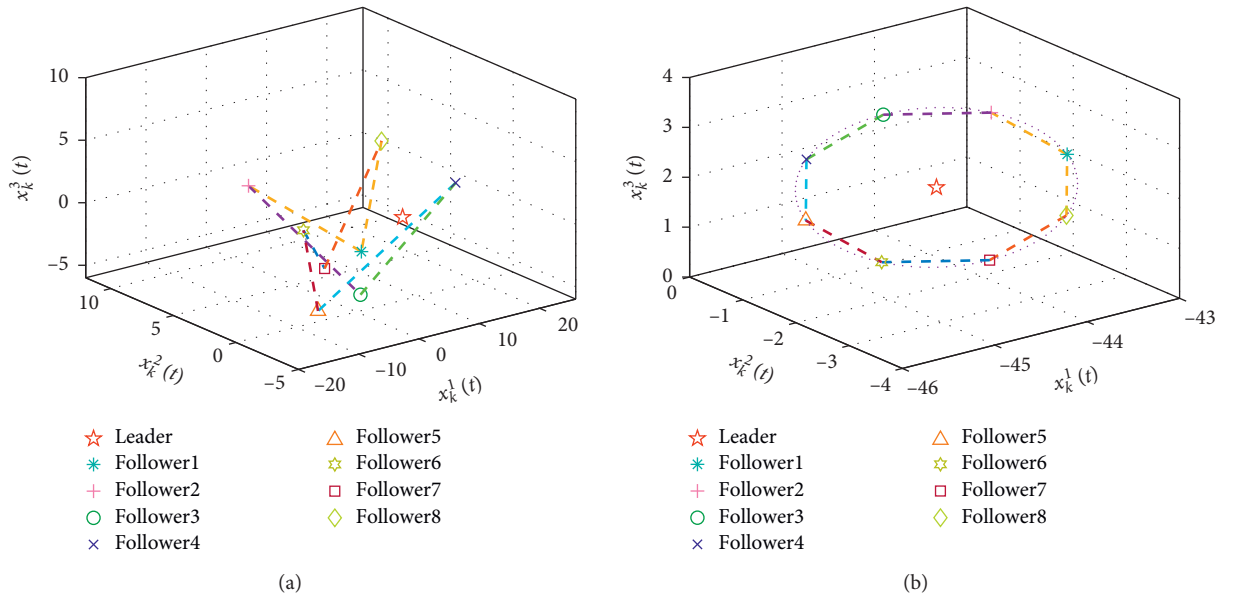 10
5
0
−5
x_k^3 (t)
10
5
0
−5
x_k^2 (t)
−20
−10
0
10
20
x_k^1 (t)
Leader
Follower1
Follower2
Follower3
Follower4
Follower5
Follower6
Follower7
Follower8
(a)
4
3
2
1
0
x_k^3 (t)
0
−1
−2
−3
−4
x_k^2 (t)
−46
−45
−44
−43
x_k^1 (t)
Leader
Follower1
Follower2
Follower3
Follower4
Follower5
Follower6
Follower7
Follower8
(b)